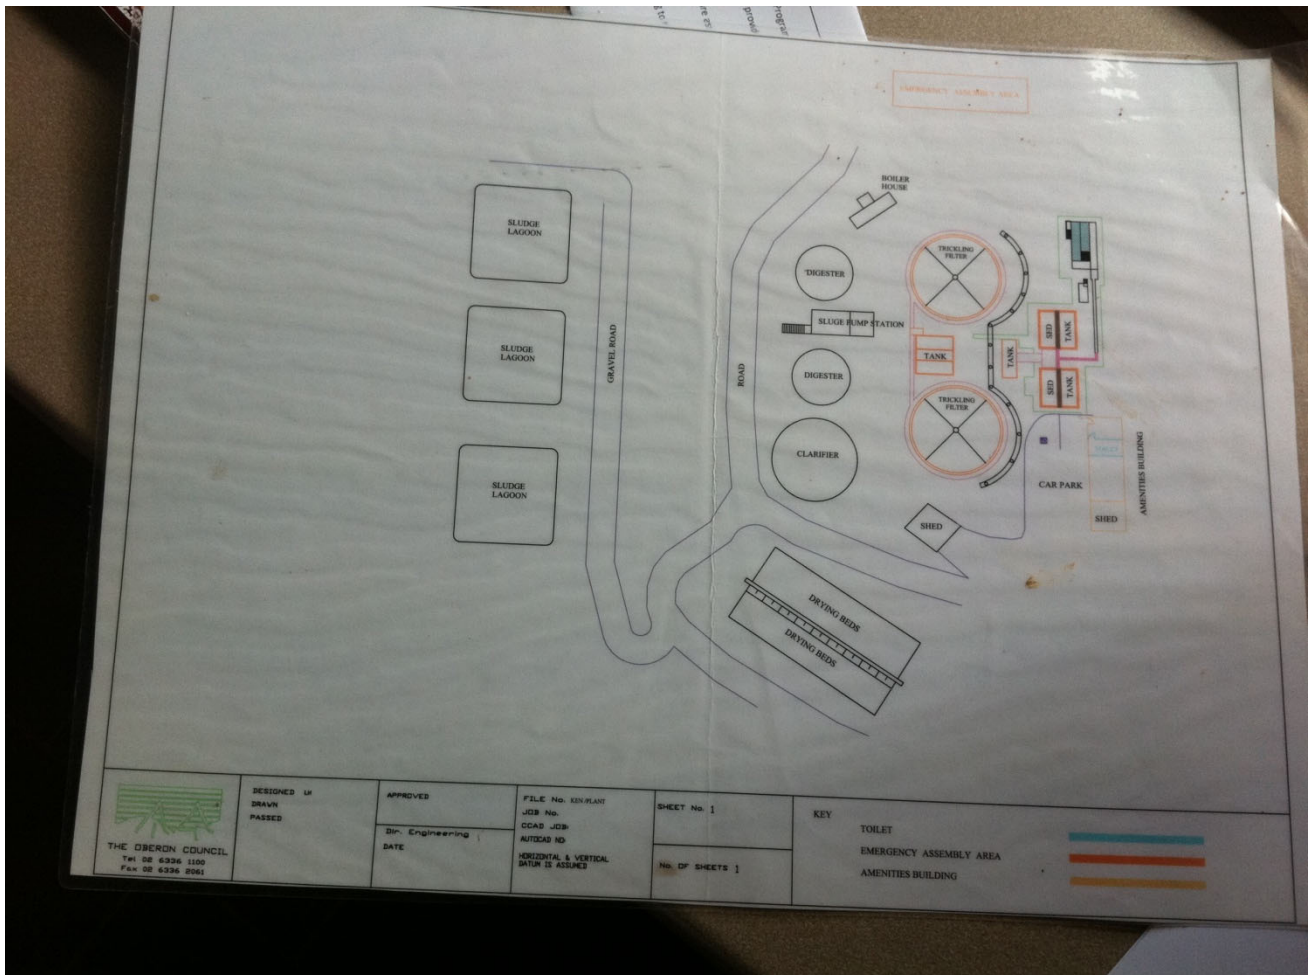 EMERGENCY ASSEMBLY AREA
BOILER
HOUSE
SLUDGE
LAGOON
TRICKLING
FILTER
DIGESTER
SLUGE PUMP STATION
SED
TANK
SLUDGE
LAGOON
GRAVEL ROAD
ROAD
TANK
TANK
DIGESTER
SED
TANK
TRICKLING
FILTER
CLARIFIER
SLUDGE
LAGOON
CAR PARK
AMENITIES BUILDING
SHED
SHED
DRYING BEDS
DRYING BEDS
THE OBERON COUNCIL
Tel 02 6336 1100
Fax 02 6336 2061
DESIGNED
DRAWN
PASSED
APPROVED
Dir. Engineering
DATE
FILE No. KEN/PLANT
JOB No.
CCAD JOB:
AUTOCAD NO:
HORIZONTAL & VERTICAL
DATUM IS ASSUMED
SHEET No. 1
No. OF SHEETS 1
KEY
TOILET
EMERGENCY ASSEMBLY AREA
AMENITIES BUILDING